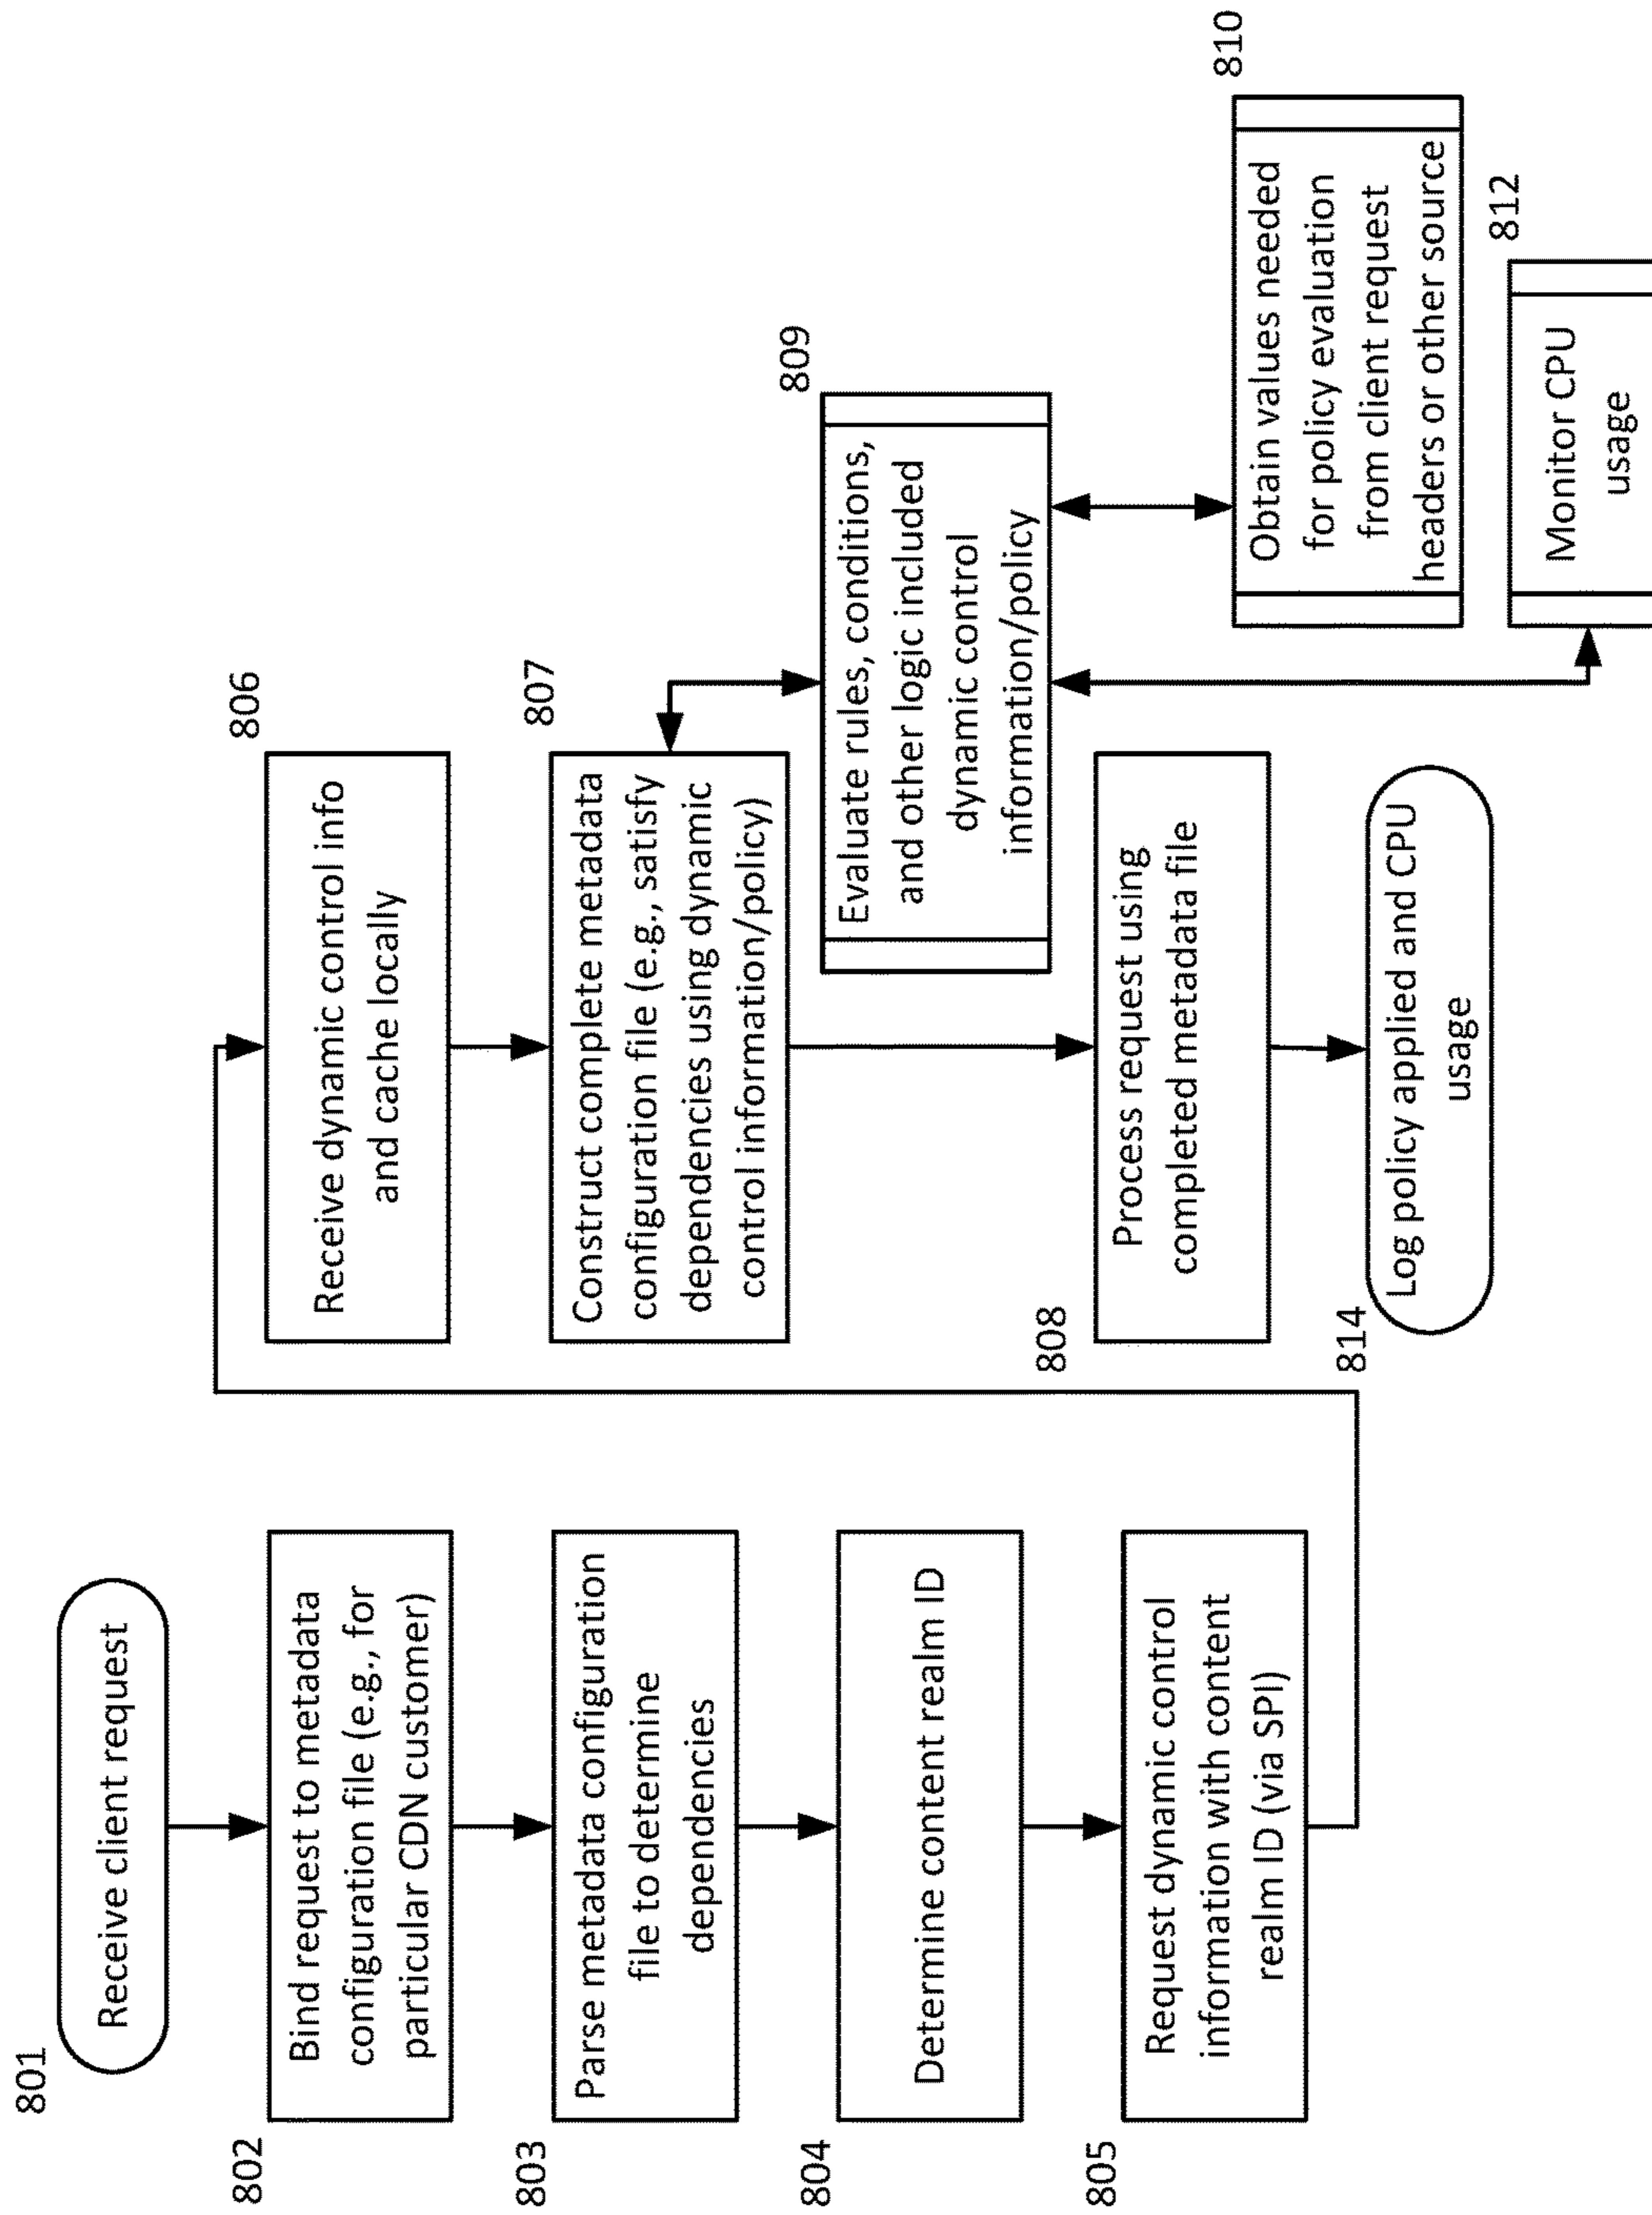 801
Receive client request
802
Bind request to metadata
configuration file (e.g., for
particular CDN customer)
803
Parse metadata configuration
file to determine
dependencies
804
Determine content realm ID
805
Request dynamic control
information with content
realm ID (via SPI)
806
Receive dynamic control info
and cache locally
807
Construct complete metadata
configuration file (e.g., satisfy
dependencies using dynamic
control information/policy)
808
Process request using
completed metadata file
814
Log policy applied and CPU
usage
809
Evaluate rules, conditions,
and other logic included
dynamic control
information/policy
810
Obtain values needed
for policy evaluation
from client request
headers or other source
812
Monitor CPU
usage